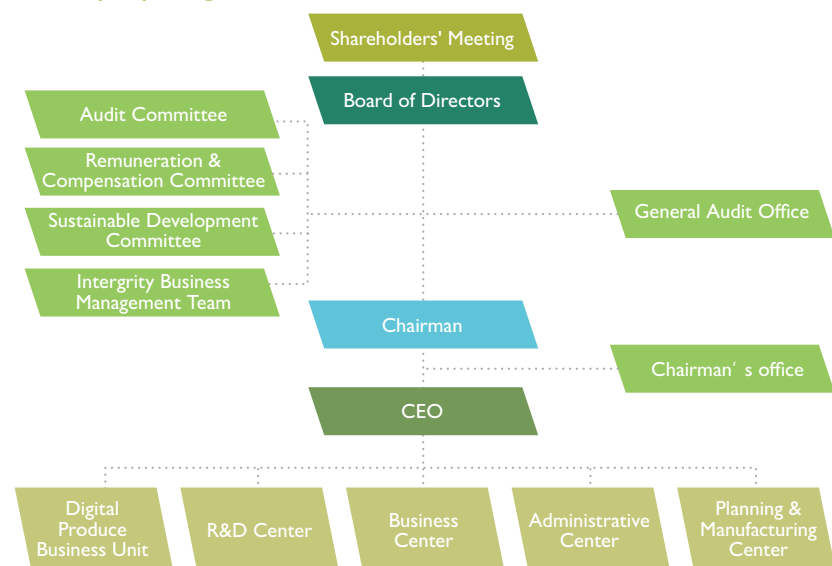 Shareholders' Meeting
Board of Directors
Audit Committee
Remuneration &
Compensation Committee
Sustainable Development
Committee
Intergrity Business
Management Team
General Audit Office
Chairman
Chairman′ s office
CEO
Digital
Produce
Business Unit
R&D Center
Business
Center
Administrative
Center
Planning &
Manufacturing
Center